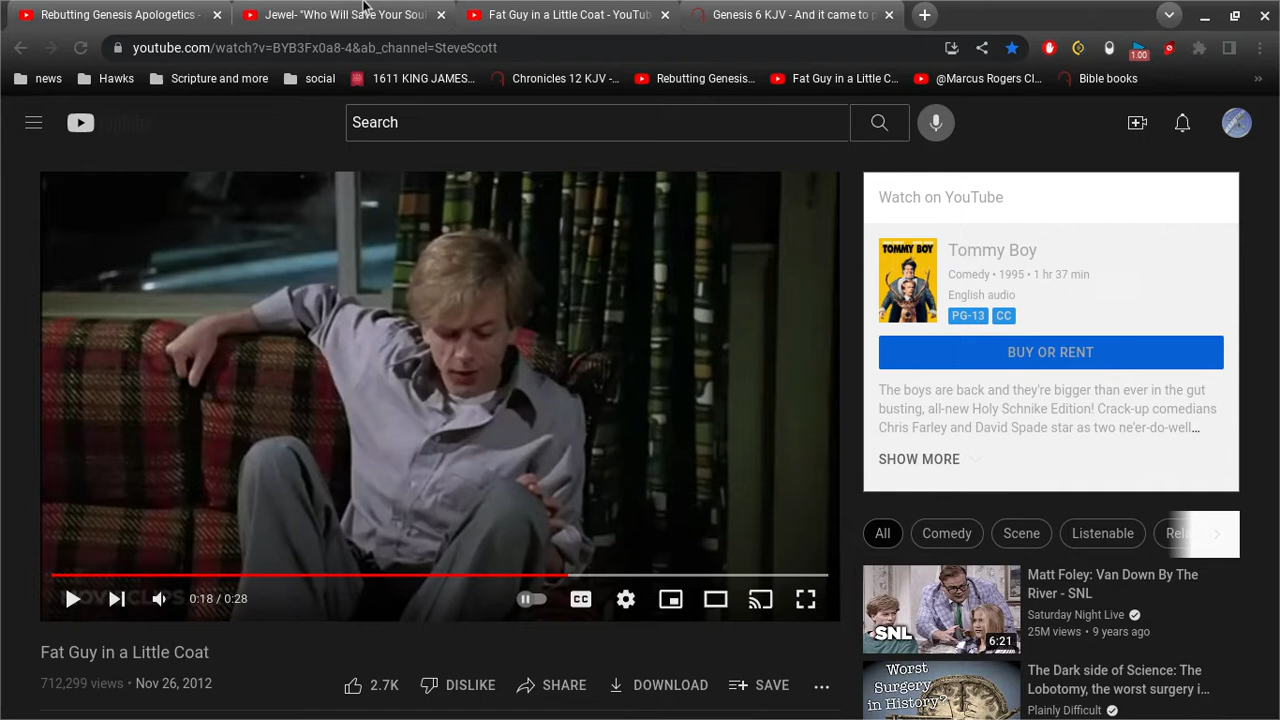 Rebutting Genesis Apologetics -
Jewel- "Who Will Save Your Soul
Fat Guy in a Little Coat - YouTub
Genesis 6 KJV - And it came to p
youtube.com/watch?v=BYB3Fx0a8-4&ab_channel=SteveScott
1.00
news
Hawks
Scripture and more
social
1611 KING JAMES...
Chronicles 12 KJV -...
Rebutting Genesis...
Fat Guy in a Little C...
@Marcus Rogers Cl...
Bible books
»
Search
Watch on YouTube
TOMMY BOY
Tommy Boy
Comedy • 1995 • 1 hr 37 min
English audio
PG-13 CC
BUY OR RENT
The boys are back and they're bigger than ever in the gut
busting, all-new Holy Schnike Edition! Crack-up comedians
Chris Farley and David Spade star as two ne'er-do-well...
SHOW MORE
All
Comedy
Scene
Listenable
0:18 / 0:28
CC
Fat Guy in a Little Coat
712,299 views • Nov 26, 2012
2.7K
DISLIKE
SHARE
DOWNLOAD
SAVE
SNL
6:21
Matt Foley: Van Down By The
River - SNL
Saturday Night Live
25M views • 9 years ago
Worst
Surgery
in History?
The Dark side of Science: The
Lobotomy, the worst surgery i...
Plainly Difficult